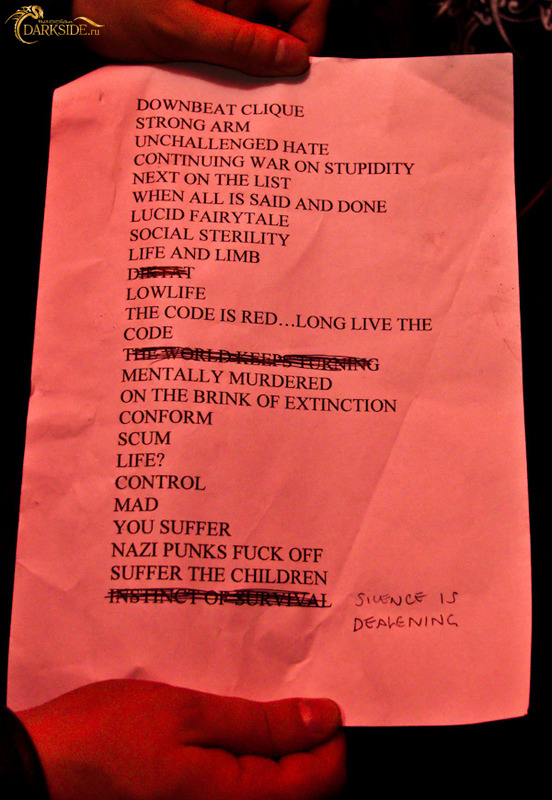 RUSSIAN
DARKSIDE.ru
DOWNBEAT CLIQUE
STRONG ARM
UNCHALLENGED HATE
CONTINUING WAR ON STUPIDITY
NEXT ON THE LIST
WHEN ALL IS SAID AND DONE
LUCID FAIRYTALE
SOCIAL STERILITY
LIFE AND LIMB
DIKTAT
LOWLIFE
THE CODE IS RED...LONG LIVE THE
CODE
THE WORLD KEEPS TURNING
MENTALLY MURDERED
ON THE BRINK OF EXTINCTION
CONFORM
SCUM
LIFE?
CONTROL
MAD
YOU SUFFER
NAZI PUNKS FUCK OFF
SUFFER THE CHILDREN
INSTINCT OF SURVIVAL
SILENCE IS
DEAFENING